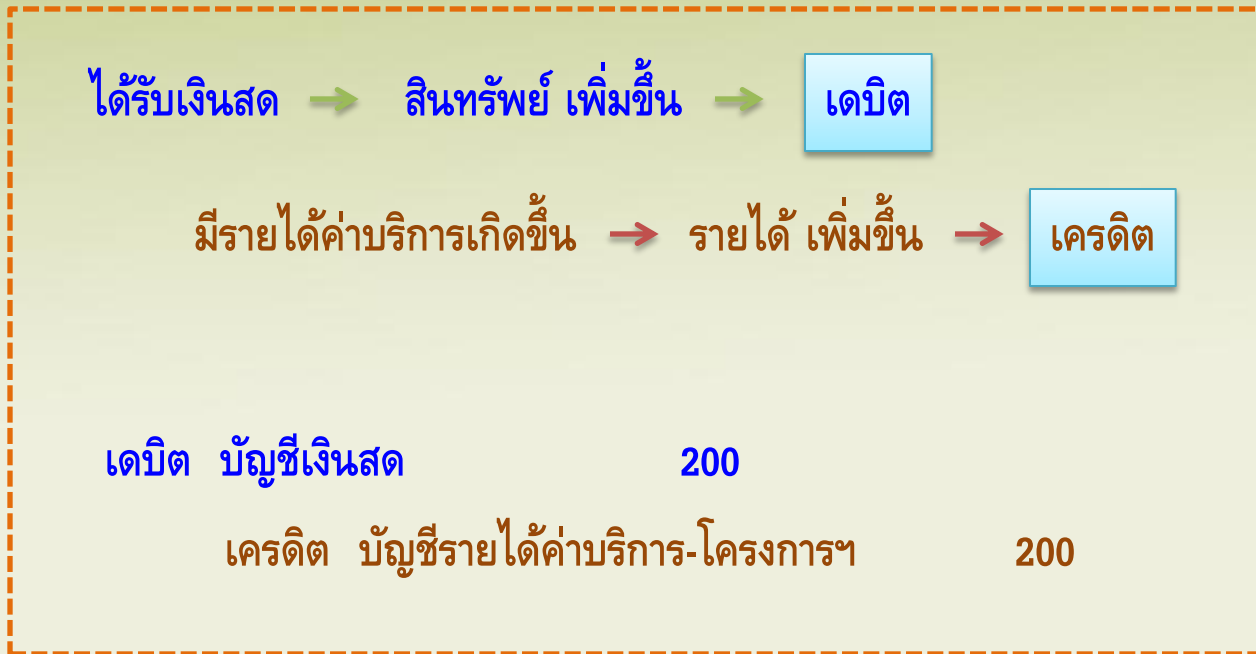 ได้รับเงินสด → สินทรัพย์ เพิ่มขึ้น → เดบิต
มีรายได้ค่าบริการเกิดขึ้น → รายได้ เพิ่มขึ้น → เครดิต
เดบิต บัญชีเงินสด 200
เครดิต บัญชีรายได้ค่าบริการ-โครงการฯ 200